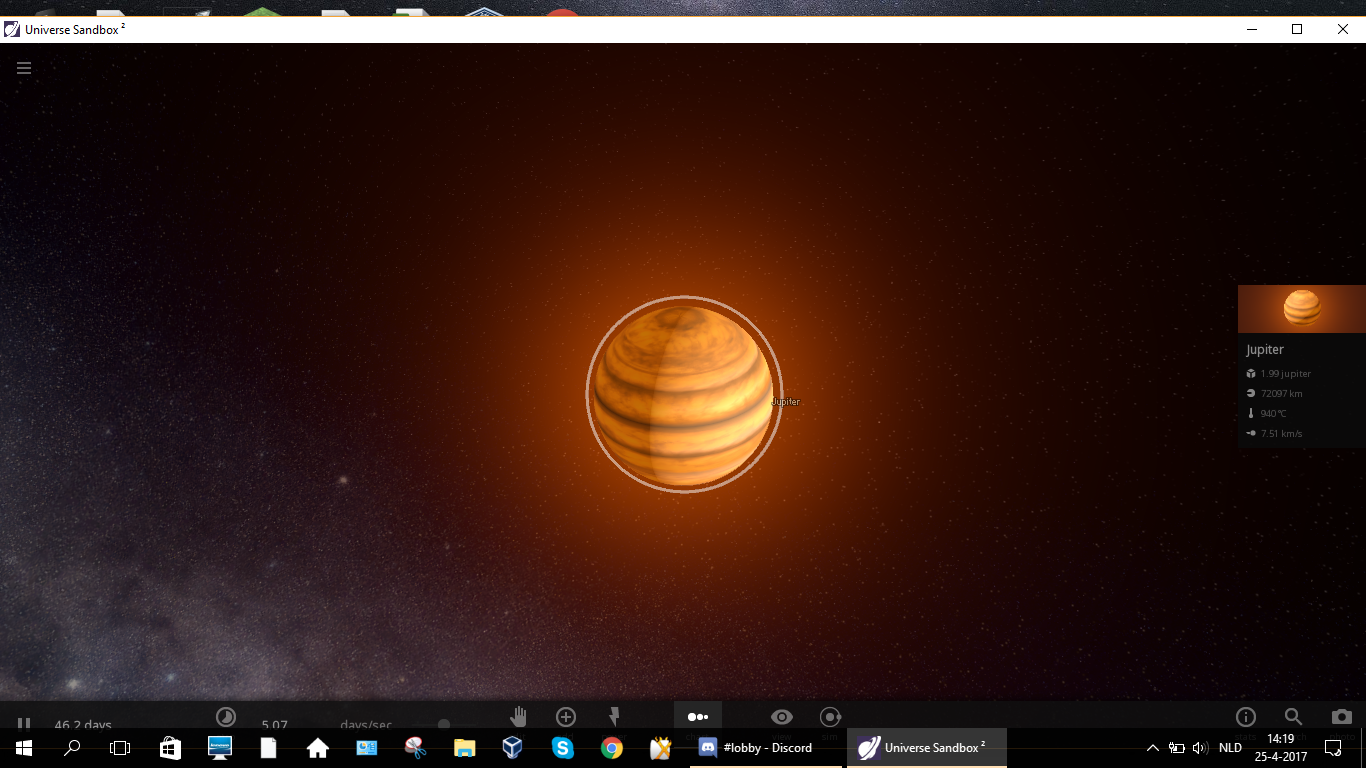 Universe Sandbox ²
Jupiter
Jupiter
1.99 jupiter
72097 km
940 °C
7.51 km/s
46.2 days
5.07
days/sec
view
sim
#lobby - Discord
Universe Sandbox ²
NLD
14:19
25-4-2017